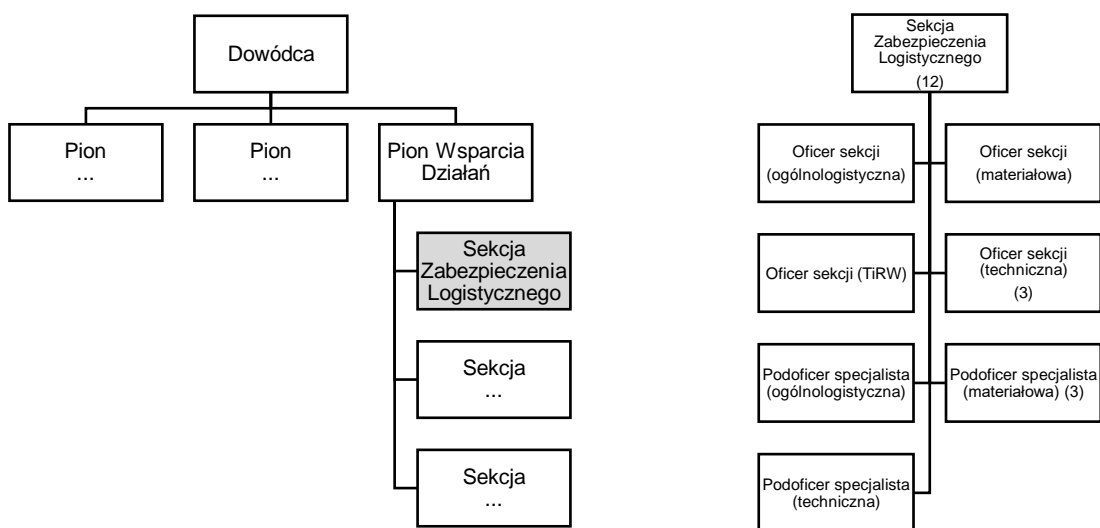 Dowódca
Pion
...
Pion
...
Pion Wsparcia
Działań
Sekcja
Zabezpieczenia
Logistycznego
Sekcja
...
Sekcja
...
Sekcja
Zabezpieczenia
Logistycznego
(12)
Oficer sekcji
(ogólnologistyczna)
Oficer sekcji
(materiałowa)
Oficer sekcji (TiRW)
Oficer sekcji
(techniczna)
(3)
Podoficer specjalista
(ogólnologistyczna)
Podoficer specjalista
(materiałowa) (3)
Podoficer specjalista
(techniczna)